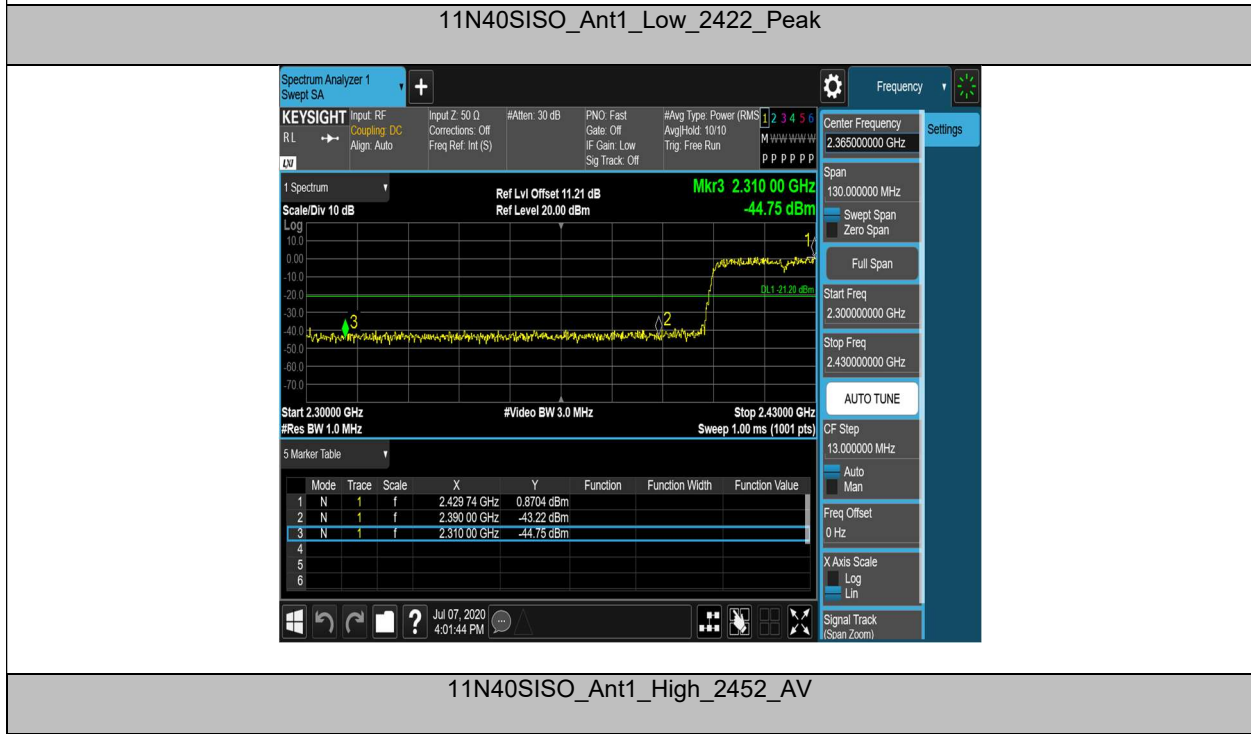 11N40SISO_Ant1_Low_2422_Peak
Spectrum Analyzer 1
Swept SA
+
Frequency
KEYSIGHT Input: RF Input Z: 50 Ω #Atten: 30 dB PNO: Fast #Avg Type: Power (RMS 1 2 3 4 5 6
RL Coupling: DC Corrections: Off Gate: Off Avg|Hold: 10/10 M W W W W W
Align: Auto Freq Ref: Int (S) IF Gain: Low Trig: Free Run
LXI Sig Track: Off P P P P P P
1 Spectrum
Ref Lvl Offset 11.21 dB Mkr3 2.310 00 GHz
Scale/Div 10 dB Ref Level 20.00 dBm -44.75 dBm
Log
10.0
0.00
-10.0
-20.0
-30.0
-40.0
-50.0
-60.0
-70.0
1
DL1 -21.20 dBm
3
2
Start 2.30000 GHz #Video BW 3.0 MHz Stop 2.43000 GHz
#Res BW 1.0 MHz Sweep 1.00 ms (1001 pts)
5 Marker Table
Mode Trace Scale X Y Function Function Width Function Value
1 N 1 f 2.429 74 GHz 0.8704 dBm
2 N 1 f 2.390 00 GHz -43.22 dBm
3 N 1 f 2.310 00 GHz -44.75 dBm
4
5
6
? Jul 07, 2020
4:01:44 PM
Center Frequency
2.365000000 GHz
Settings
Span
130.000000 MHz
Swept Span
Zero Span
Full Span
Start Freq
2.300000000 GHz
Stop Freq
2.430000000 GHz
AUTO TUNE
CF Step
13.000000 MHz
Auto
Man
Freq Offset
0 Hz
X Axis Scale
Log
Lin
Signal Track
(Span Zoom)
11N40SISO_Ant1_High_2452_AV